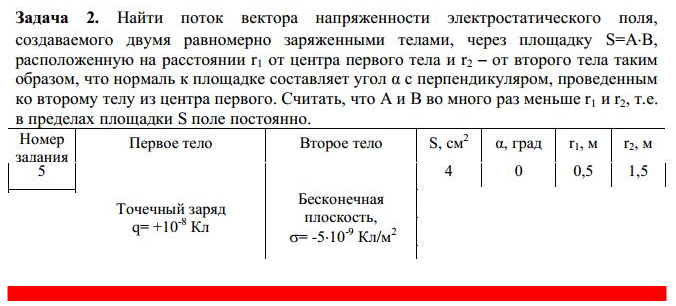 Задача 2. Найти поток вектора напряженности электростатического поля,
создаваемого двумя равномерно заряженными телами, через площадку S=A·B,
расположенную на расстоянии r₁ от центра первого тела и r₂ – от второго тела таким
образом, что нормаль к площадке составляет угол α с перпендикуляром, проведенным
ко второму телу из центра первого. Считать, что A и B во много раз меньше r₁ и r₂, т.е.
в пределах площадки S поле постоянно.
Номер задания Первое тело Второе тело S, см² α, град r₁, м r₂, м
5 4 0 0,5 1,5
Точечный заряд
q= +10⁻⁸ Кл
Бесконечная
плоскость,
σ= -5·10⁻⁹ Кл/м²